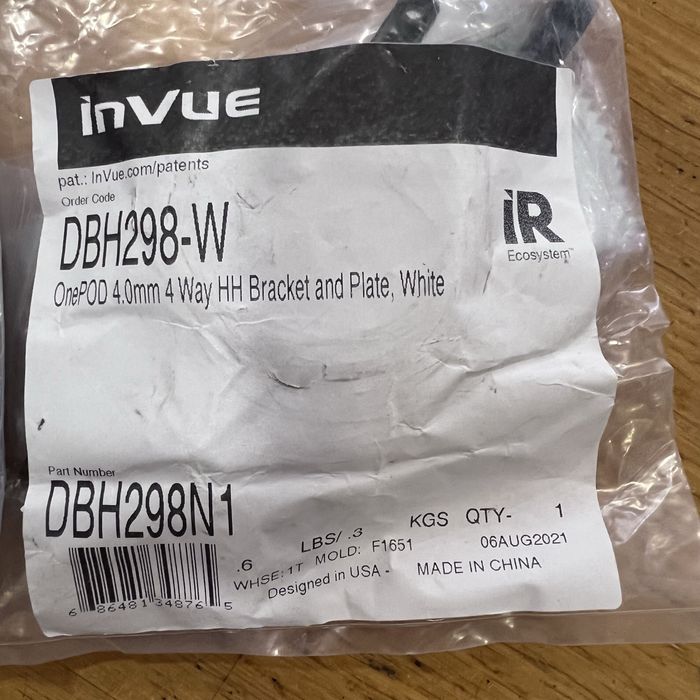 inVUE
pat.: InVue.com/patents
Order Code
DBH298-W
iR
Ecosystem™
OnePOD 4.0mm 4 Way HH Bracket and Plate, White
Part Number
DBH298N1
.6 LBS/ .3 KGS QTY- 1
WHSE: 1T MOLD: F1651 06AUG2021
Designed in USA - MADE IN CHINA
6 86481 34876 5